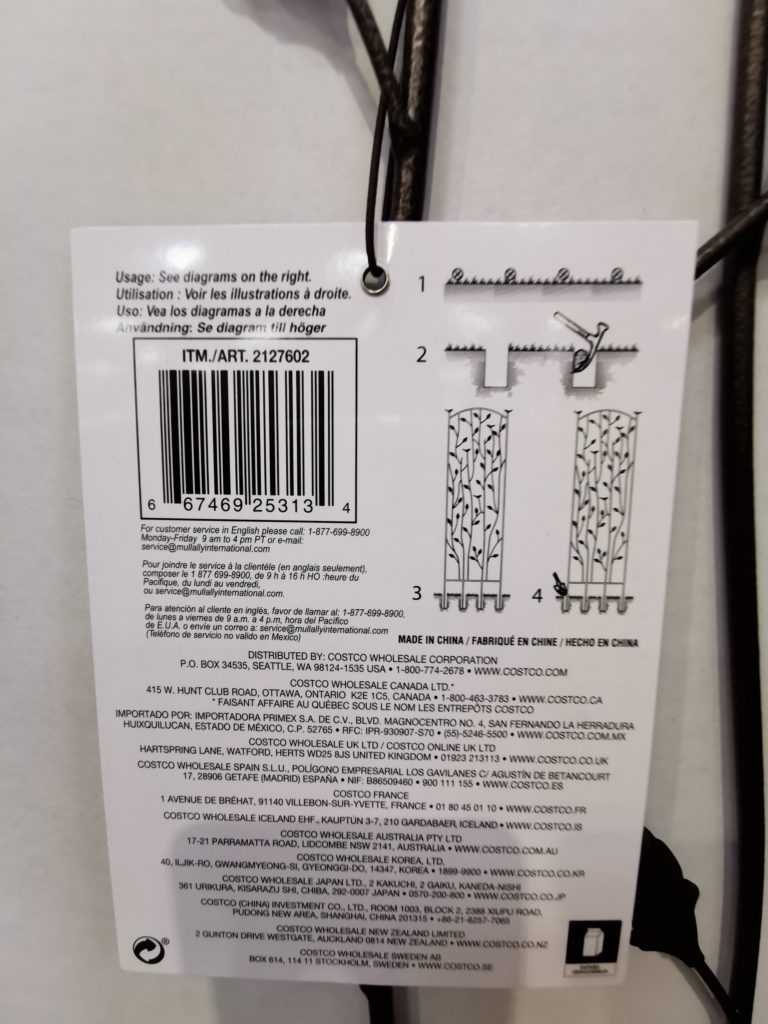 Usage: See diagrams on the right.
Utilisation : Voir les illustrations à droite.
Uso: Vea los diagramas a la derecha
Användning: Se diagram till höger
ITM./ART. 2127602
6 67469 25313 4
For customer service in English please call: 1-877-699-8900
Monday-Friday 9 am to 4 pm PT or e-mail:
service@mullallyinternational.com
Pour joindre le service à la clientéle (en anglais seulement),
composer le 1 877 699-8900, de 9 h à 16 h HO :heure du
Pacifique, du lundi au vendredi,
ou service@mullallyinternational.com.
Para atención al cliente en inglés, favor de llamar al: 1-877-699-8900,
de lunes a viernes de 9 a.m. a 4 p.m, hora del Pacífico
de E.U.A. o envíe un correo a: service@mullallyinternational.com
(Teléfono de servicio no valido en Mexico)
1
2
3
4
MADE IN CHINA / FABRIQUÉ EN CHINE / HECHO EN CHINA
DISTRIBUTED BY: COSTCO WHOLESALE CORPORATION
P.O. BOX 34535, SEATTLE, WA 98124-1535 USA • 1-800-774-2678 • WWW.COSTCO.COM
COSTCO WHOLESALE CANADA LTD.*
415 W. HUNT CLUB ROAD, OTTAWA, ONTARIO K2E 1C5, CANADA • 1-800-463-3783 • WWW.COSTCO.CA
* FAISANT AFFAIRE AU QUÉBEC SOUS LE NOM LES ENTREPÔTS COSTCO
IMPORTADO POR: IMPORTADORA PRIMEX S.A. DE C.V., BLVD. MAGNOCENTRO NO. 4, SAN FERNANDO LA HERRADURA
HUIXQUILUCAN, ESTADO DE MÉXICO, C.P. 52765 • RFC: IPR-930907-S70 • (55)-5246-5500 • WWW.COSTCO.COM.MX
COSTCO WHOLESALE UK LTD / COSTCO ONLINE UK LTD
HARTSPRING LANE, WATFORD, HERTS WD25 8JS UNITED KINGDOM • 01923 213113 • WWW.COSTCO.CO.UK
COSTCO WHOLESALE SPAIN S.L.U., POLÍGONO EMPRESARIAL LOS GAVILANES C/ AGUSTÍN DE BETANCOURT
17, 28906 GETAFE (MADRID) ESPAÑA • NIF: B86509460 • 900 111 155 • WWW.COSTCO.ES
COSTCO FRANCE
1 AVENUE DE BRÉHAT, 91140 VILLEBON-SUR-YVETTE, FRANCE • 01 80 45 01 10 • WWW.COSTCO.FR
COSTCO WHOLESALE ICELAND EHF., KAUPTÚN 3-7, 210 GARDABAER, ICELAND • WWW.COSTCO.IS
COSTCO WHOLESALE AUSTRALIA PTY LTD
17-21 PARRAMATTA ROAD, LIDCOMBE NSW 2141, AUSTRALIA • WWW.COSTCO.COM.AU
COSTCO WHOLESALE KOREA, LTD.
40, ILJIK-RO, GWANGMYEONG-SI, GYEONGGI-DO, 14347, KOREA • 1899-9900 • WWW.COSTCO.CO.KR
COSTCO WHOLESALE JAPAN LTD., 2 KAKUCHI, 2 GAIKU, KANEDA-NISHI
361 URIKURA, KISARAZU SHI, CHIBA, 292-0007 JAPAN • 0570-200-800 • WWW.COSTCO.CO.JP
COSTCO (CHINA) INVESTMENT CO., LTD., ROOM 1003, BLOCK 2, 2388 XIUPU ROAD,
PUDONG NEW AREA, SHANGHAI, CHINA 201315 • +86-21-6257-7065
COSTCO WHOLESALE NEW ZEALAND LIMITED
2 GUNTON DRIVE WESTGATE, AUCKLAND 0814 NEW ZEALAND • WWW.COSTCO.CO.NZ
COSTCO WHOLESALE SWEDEN AB
BOX 614, 114 11 STOCKHOLM, SWEDEN • WWW.COSTCO.SE